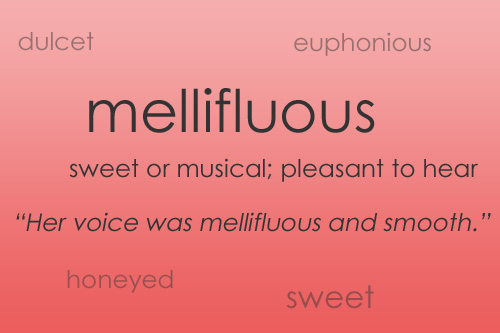 dulcet euphonious
mellifluous
sweet or musical; pleasant to hear
“Her voice was mellifluous and smooth.”
honeyed
sweet